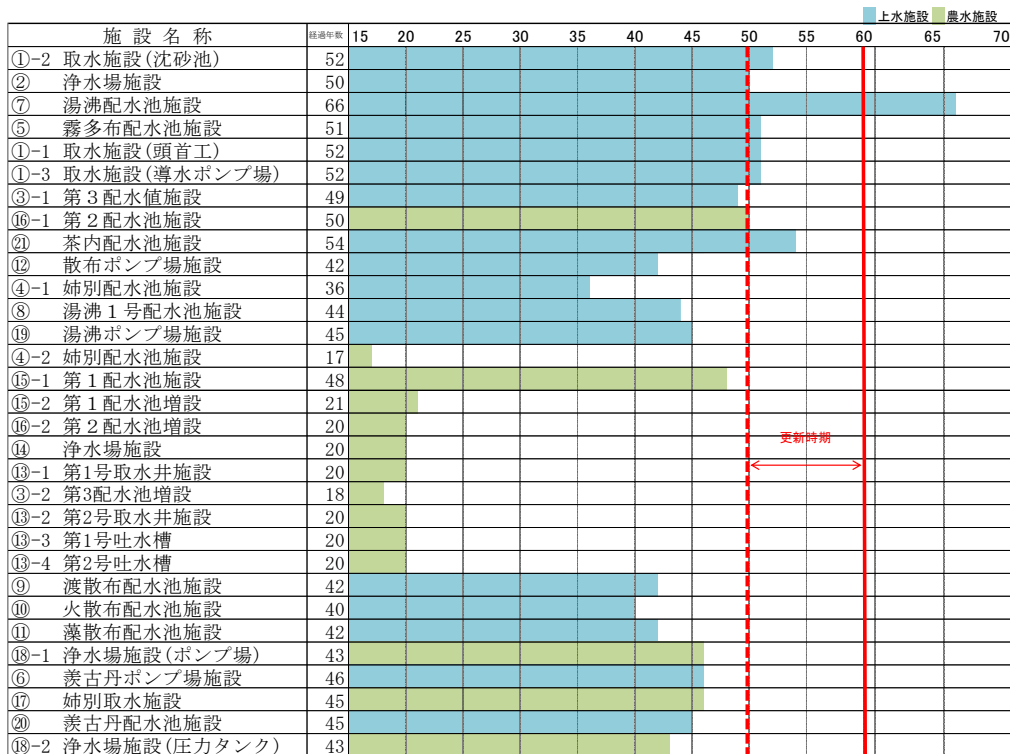 上水施設 農水施設
施設名称 経過年数 15 20 25 30 35 40 45 50 55 60 65 70
①-2 取水施設(沈砂池) 52
② 浄水場施設 50
⑦ 湯沸配水池施設 66
⑤ 霧多布配水池施設 51
①-1 取水施設(頭首工) 52
①-3 取水施設(導水ポンプ場) 52
③-1 第３配水値施設 49
⑯-1 第２配水池施設 50
㉑ 茶内配水池施設 54
⑫ 散布ポンプ場施設 42
④-1 姉別配水池施設 36
⑧ 湯沸１号配水池施設 44
⑲ 湯沸ポンプ場施設 45
④-2 姉別配水池施設 17
⑮-1 第１配水池施設 48
⑮-2 第１配水池増設 21
⑯-2 第２配水池増設 20
⑭ 浄水場施設 20
更新時期
⑬-1 第1号取水井施設 20
③-2 第3配水池増設 18
⑬-2 第2号取水井施設 20
⑬-3 第1号吐水槽 20
⑬-4 第2号吐水槽 20
⑨ 渡散布配水池施設 42
⑩ 火散布配水池施設 40
⑪ 藻散布配水池施設 42
⑱-1 浄水場施設(ポンプ場) 43
⑥ 羨古丹ポンプ場施設 46
⑰ 姉別取水施設 45
⑳ 羨古丹配水池施設 45
⑱-2 浄水場施設(圧力タンク) 43